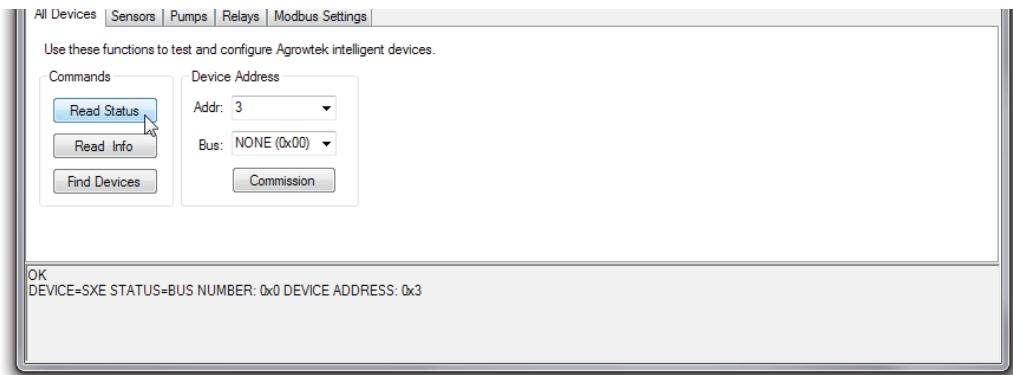 All Devices Sensors Pumps Relays Modbus Settings
Use these functions to test and configure Agrowtek intelligent devices.
Commands
Read Status
Read Info
Find Devices
Device Address
Addr: 3
Bus: NONE (0x00)
Commission
OK
DEVICE=SXE STATUS=BUS NUMBER: 0x0 DEVICE ADDRESS: 0x3